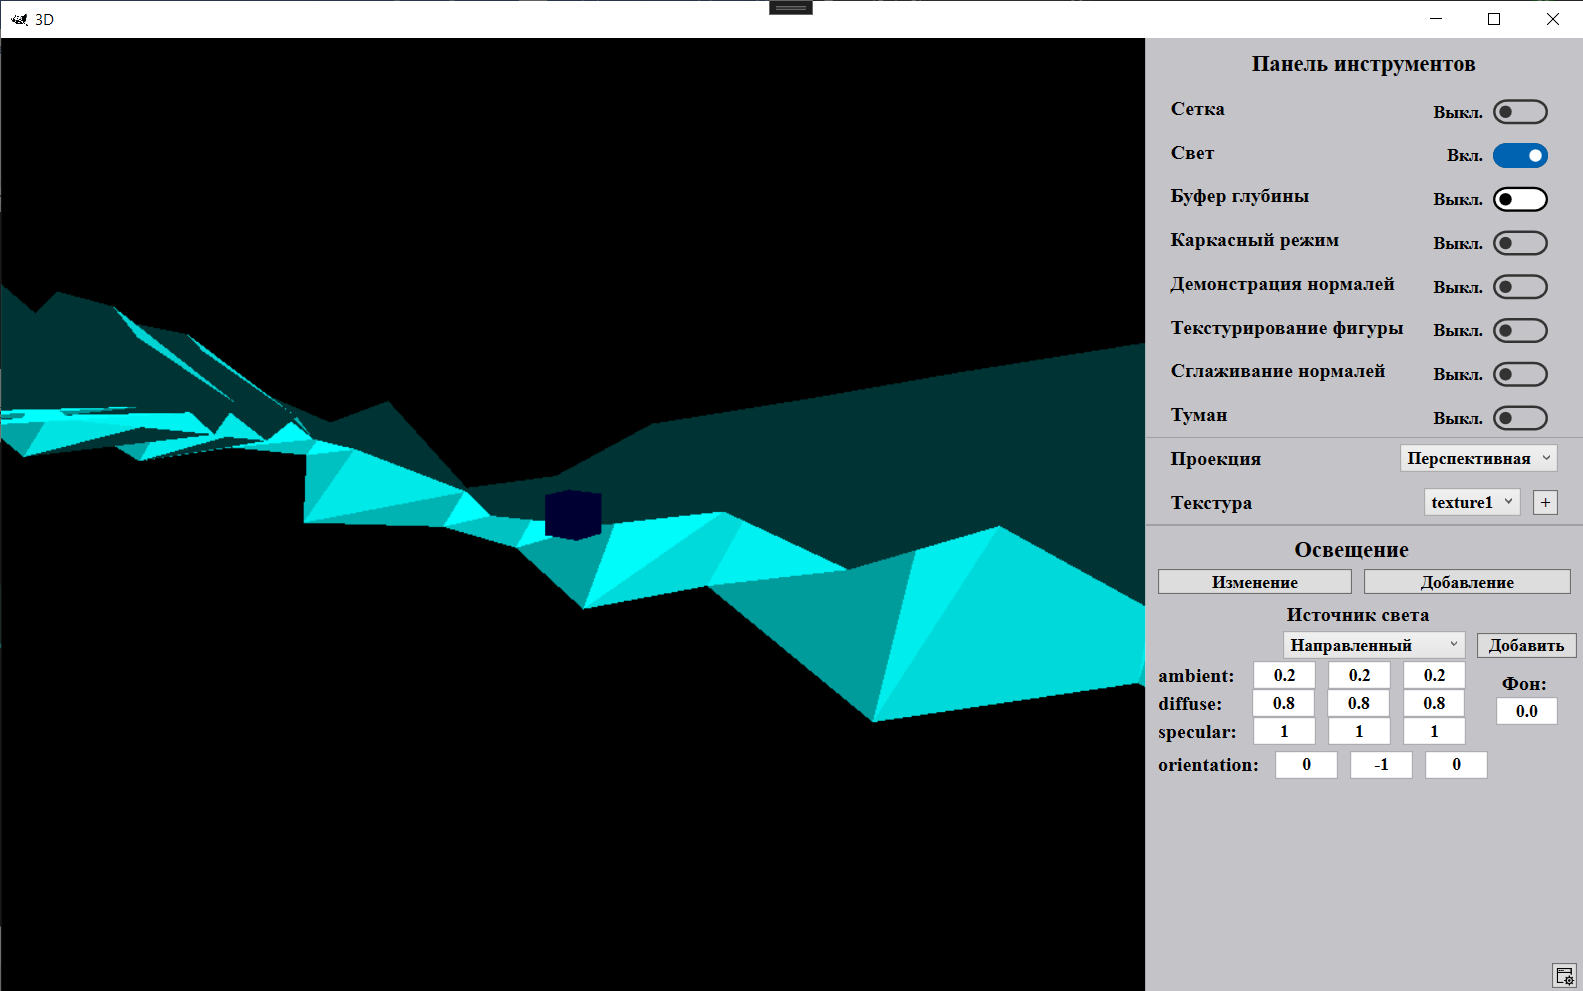 3D
Панель инструментов
Сетка Выкл.
Свет Вкл.
Буфер глубины Выкл.
Каркасный режим Выкл.
Демонстрация нормалей Выкл.
Текстурирование фигуры Выкл.
Сглаживание нормалей Выкл.
Туман Выкл.
Проекция Перспективная
Текстура texture1 +
Освещение
Изменение Добавление
Источник света
Направленный Добавить
ambient: 0.2 0.2 0.2 Фон:
diffuse: 0.8 0.8 0.8 0.0
specular: 1 1 1
orientation: 0 -1 0